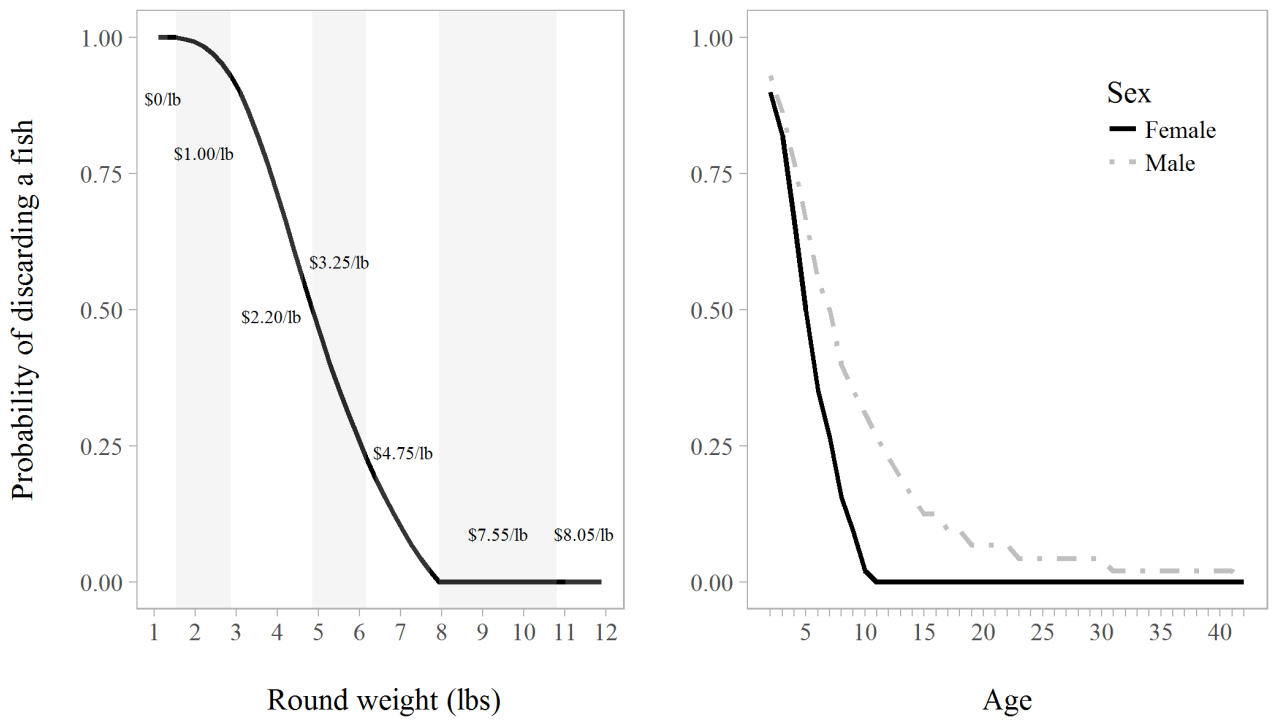 Probability of discarding a fish
1.00
0.75
0.50
0.25
0.00
$0/lb
$1.00/lb
$3.25/lb
$2.20/lb
$4.75/lb
$7.55/lb
$8.05/lb
1 2 3 4 5 6 7 8 9 10 11 12
Round weight (lbs)
1.00
0.75
0.50
0.25
0.00
Sex
Female
Male
5 10 15 20 25 30 35 40
Age